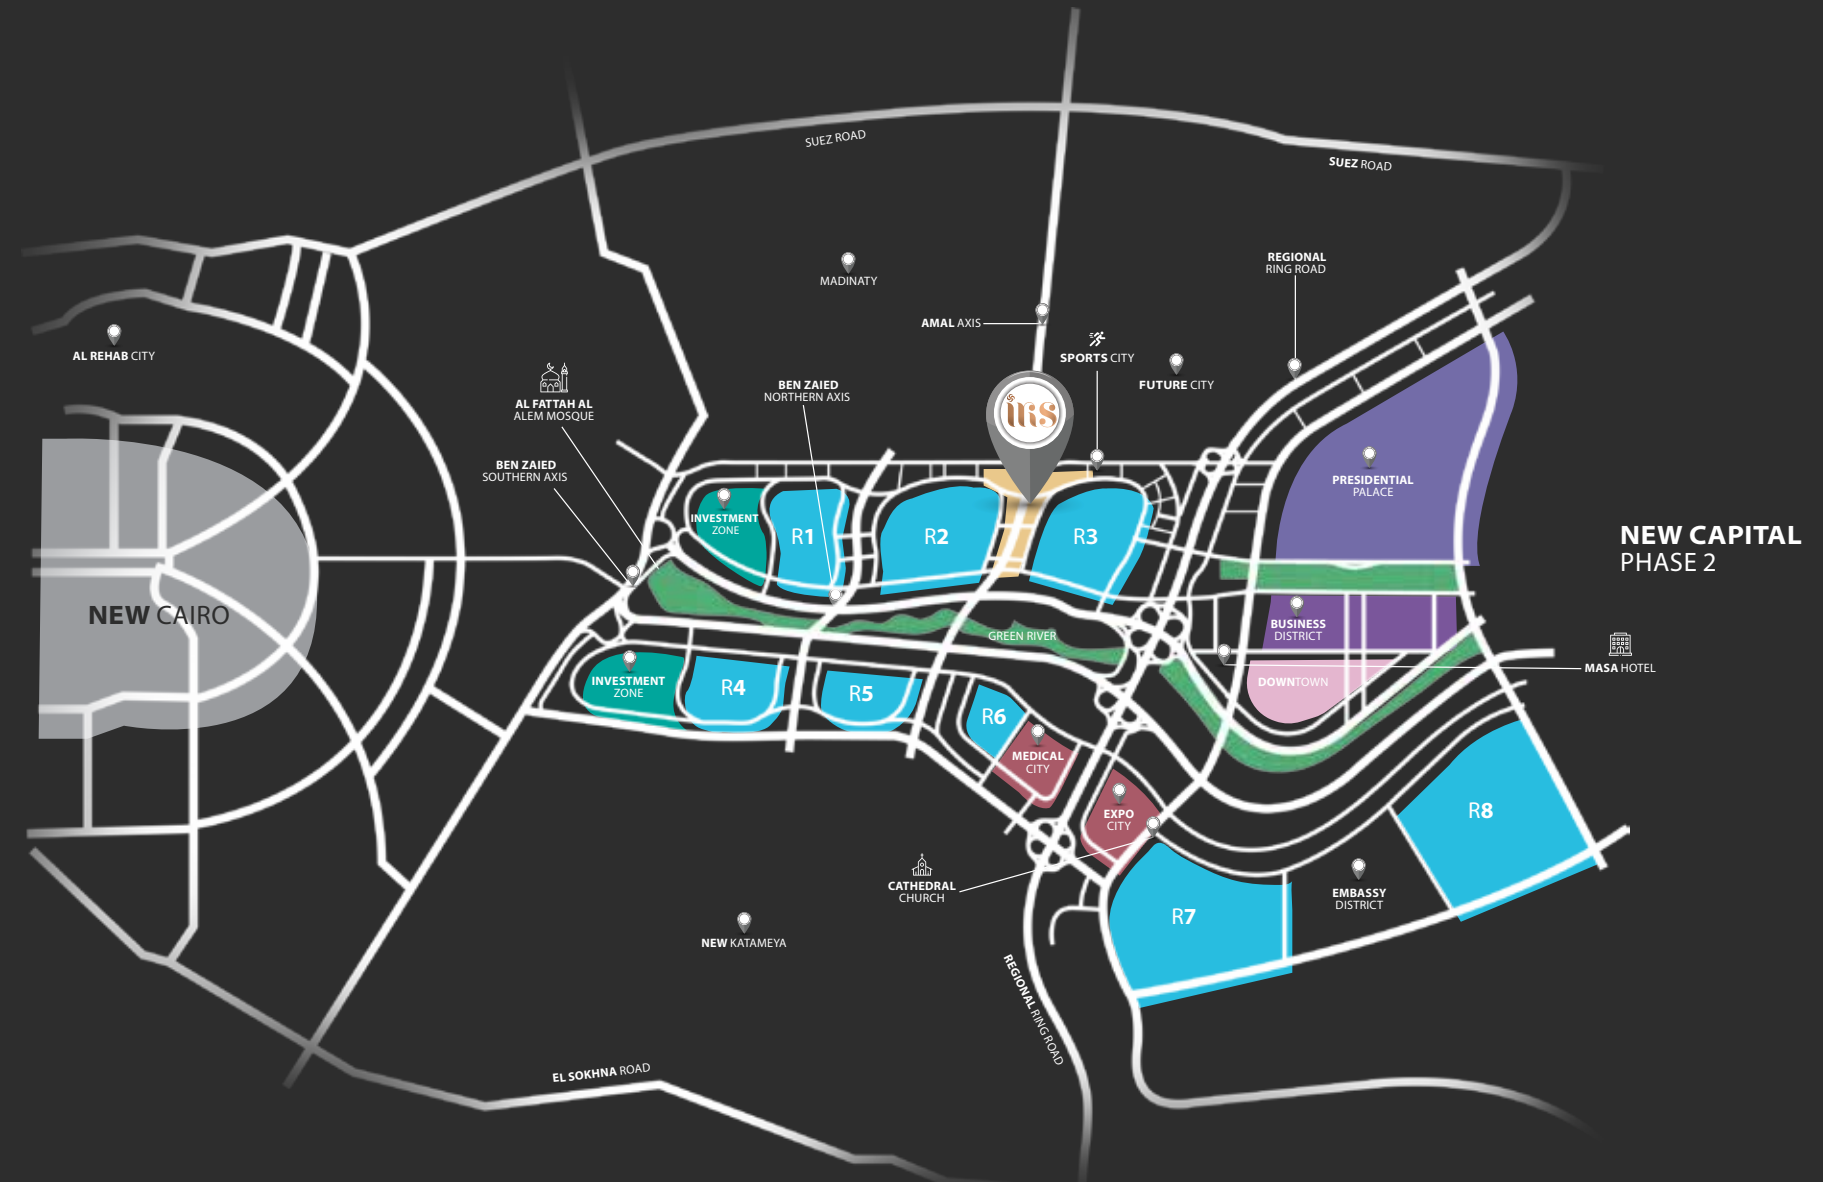 SUEZ ROAD
SUEZ ROAD
REGIONAL
RING ROAD
MADINATY
AMAL AXIS
SPORTS CITY
FUTURE CITY
AL REHAB CITY
AL FATTAH AL
ALEM MOSQUE
BEN ZAIED
NORTHERN AXIS
iris
BEN ZAIED
SOUTHERN AXIS
PRESIDENTIAL
PALACE
INVESTMENT
ZONE
R1
R2
R3
NEW CAPITAL
PHASE 2
NEW CAIRO
GREEN RIVER
BUSINESS
DISTRICT
MASA HOTEL
INVESTMENT
ZONE
R4
R5
DOWNTOWN
R6
MEDICAL
CITY
EXPO
CITY
R8
CATHEDRAL
CHURCH
EMBASSY
DISTRICT
R7
NEW KATAMEYA
REGIONAL RING ROAD
EL SOKHNA ROAD